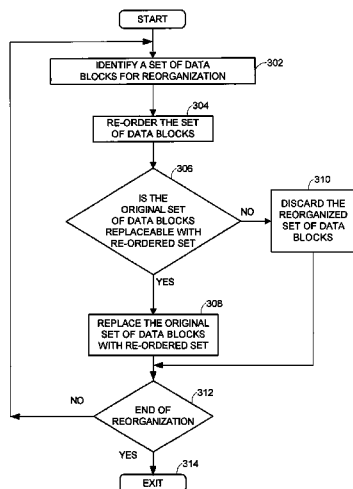 START
IDENTIFY A SET OF DATA
BLOCKS FOR REORGANIZATION
302
304
RE-ORDER THE SET
OF DATA BLOCKS
306
IS THE
ORIGINAL SET
OF DATA BLOCKS
REPLACEABLE WITH
RE-ORDERED SET
NO
310
DISCARD THE
REORGANIZED
SET OF DATA
BLOCKS
YES
308
REPLACE THE ORIGINAL
SET OF DATA BLOCKS
WITH RE-ORDERED SET
312
NO
END OF
REORGANIZATION
YES
314
EXIT